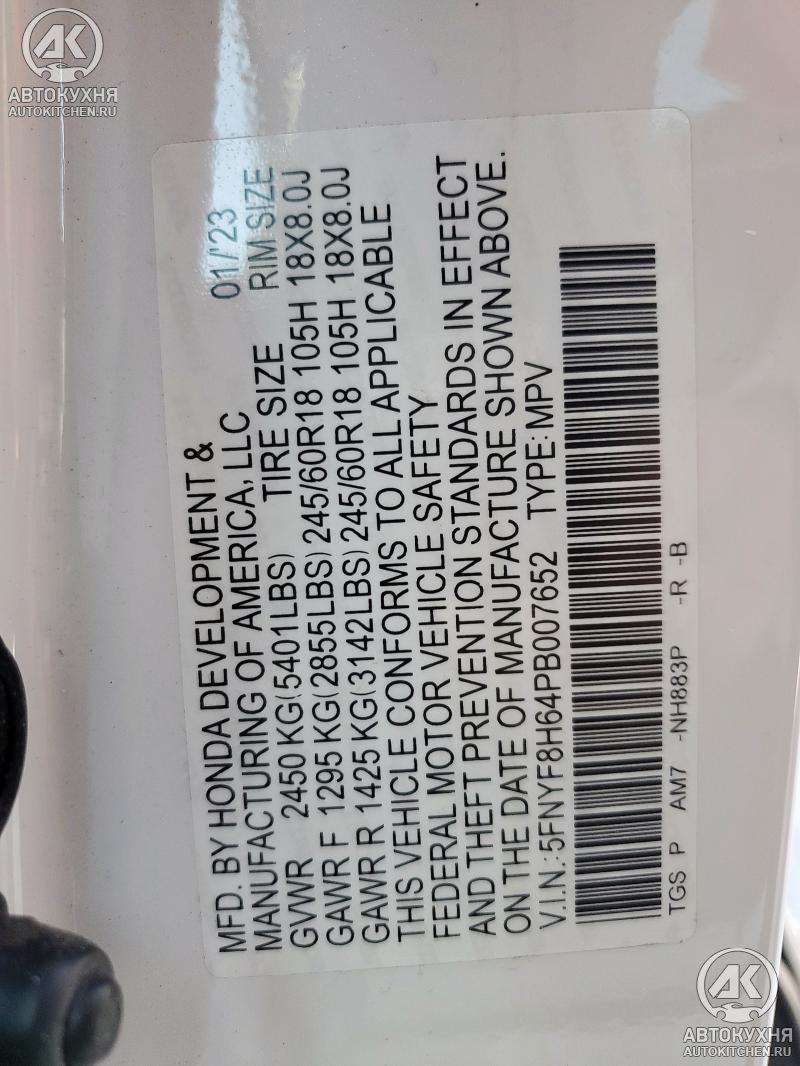 AK
АВТОКУХНЯ
AUTOKITCHEN.RU
MFD. BY HONDA DEVELOPMENT & 01/'23
MANUFACTURING OF AMERICA, LLC
GVWR 2450 KG(5401LBS) TIRE SIZE RIM SIZE
GAWR F 1295 KG(2855LBS) 245/60R18 105H 18X8.0J
GAWR R 1425 KG(3142LBS) 245/60R18 105H 18X8.0J
THIS VEHICLE CONFORMS TO ALL APPLICABLE
FEDERAL MOTOR VEHICLE SAFETY
AND THEFT PREVENTION STANDARDS IN EFFECT
ON THE DATE OF MANUFACTURE SHOWN ABOVE.
V.I.N.:5FNYF8H64PB007652 TYPE: MPV
TGS P AM7 -NH883P -R -B
AK
АВТОКУХНЯ
AUTOKITCHEN.RU